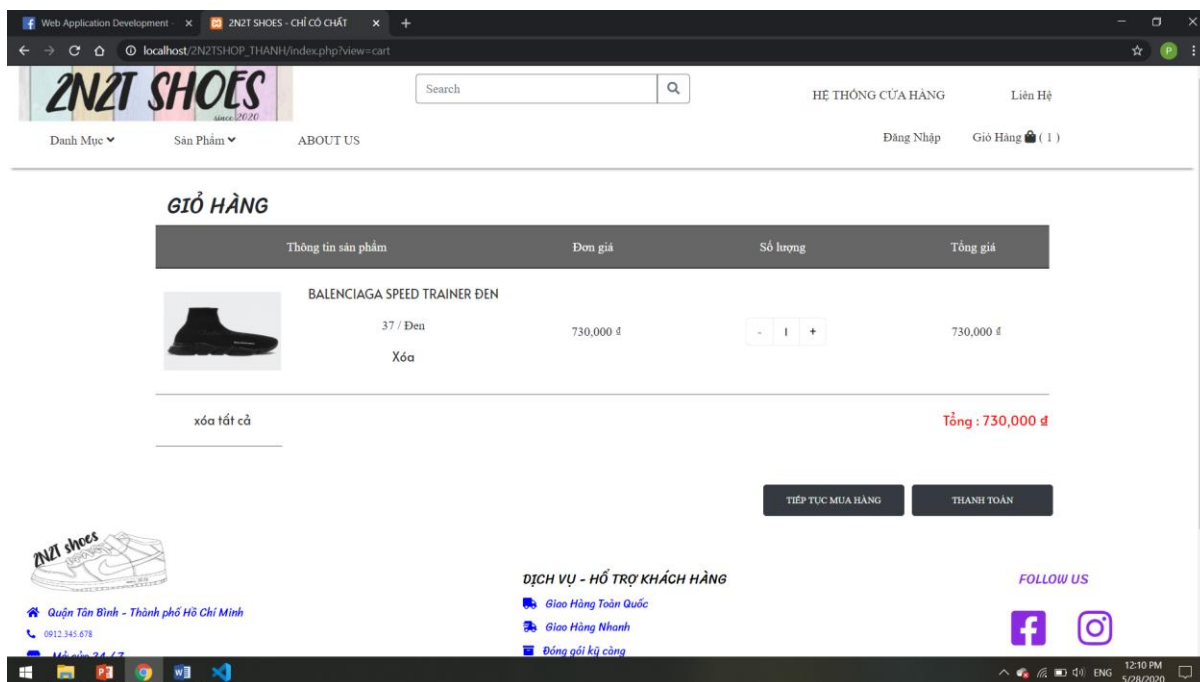 Web Application Development -
2N2T SHOES - CHỈ CÓ CHẤT
localhost/2N2TSHOP_THANH/index.php?view=cart
P
2N2T SHOES
since 2020
Search
HỆ THỐNG CỬA HÀNG
Liên Hệ
Danh Mục
Sản Phẩm
ABOUT US
Đăng Nhập
Giỏ Hàng ( 1 )
GIỎ HÀNG
Thông tin sản phẩm
Đơn giá
Số lượng
Tổng giá
BALENCIAGA SPEED TRAINER ĐEN
37 / Đen
Xóa
730,000 ₫
- 1 +
730,000 ₫
xóa tất cả
Tổng : 730,000 ₫
TIẾP TỤC MUA HÀNG
THANH TOÁN
2N2T shoes
Quận Tân Bình - Thành phố Hồ Chí Minh
0912.345.678
Mở cửa 24/7
DỊCH VỤ - HỔ TRỢ KHÁCH HÀNG
Giao Hàng Toàn Quốc
Giao Hàng Nhanh
Đóng gói kỹ càng
FOLLOW US
ENG
12:10 PM
5/28/2020